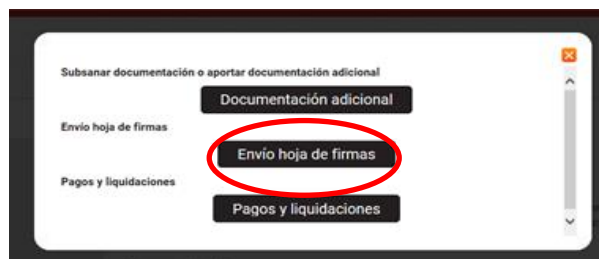 Subsanar documentación o aportar documentación adicional
Documentación adicional
Envío hoja de firmas
Envío hoja de firmas
Pagos y liquidaciones
Pagos y liquidaciones